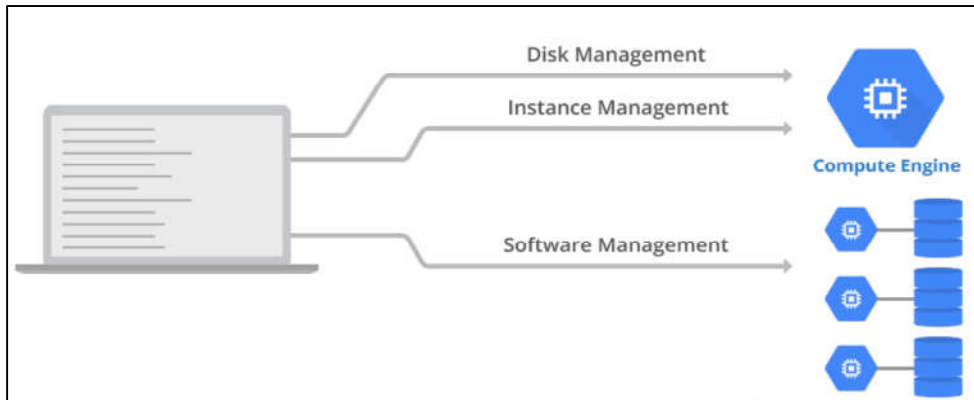 Disk Management
Instance Management
Compute Engine
Software Management